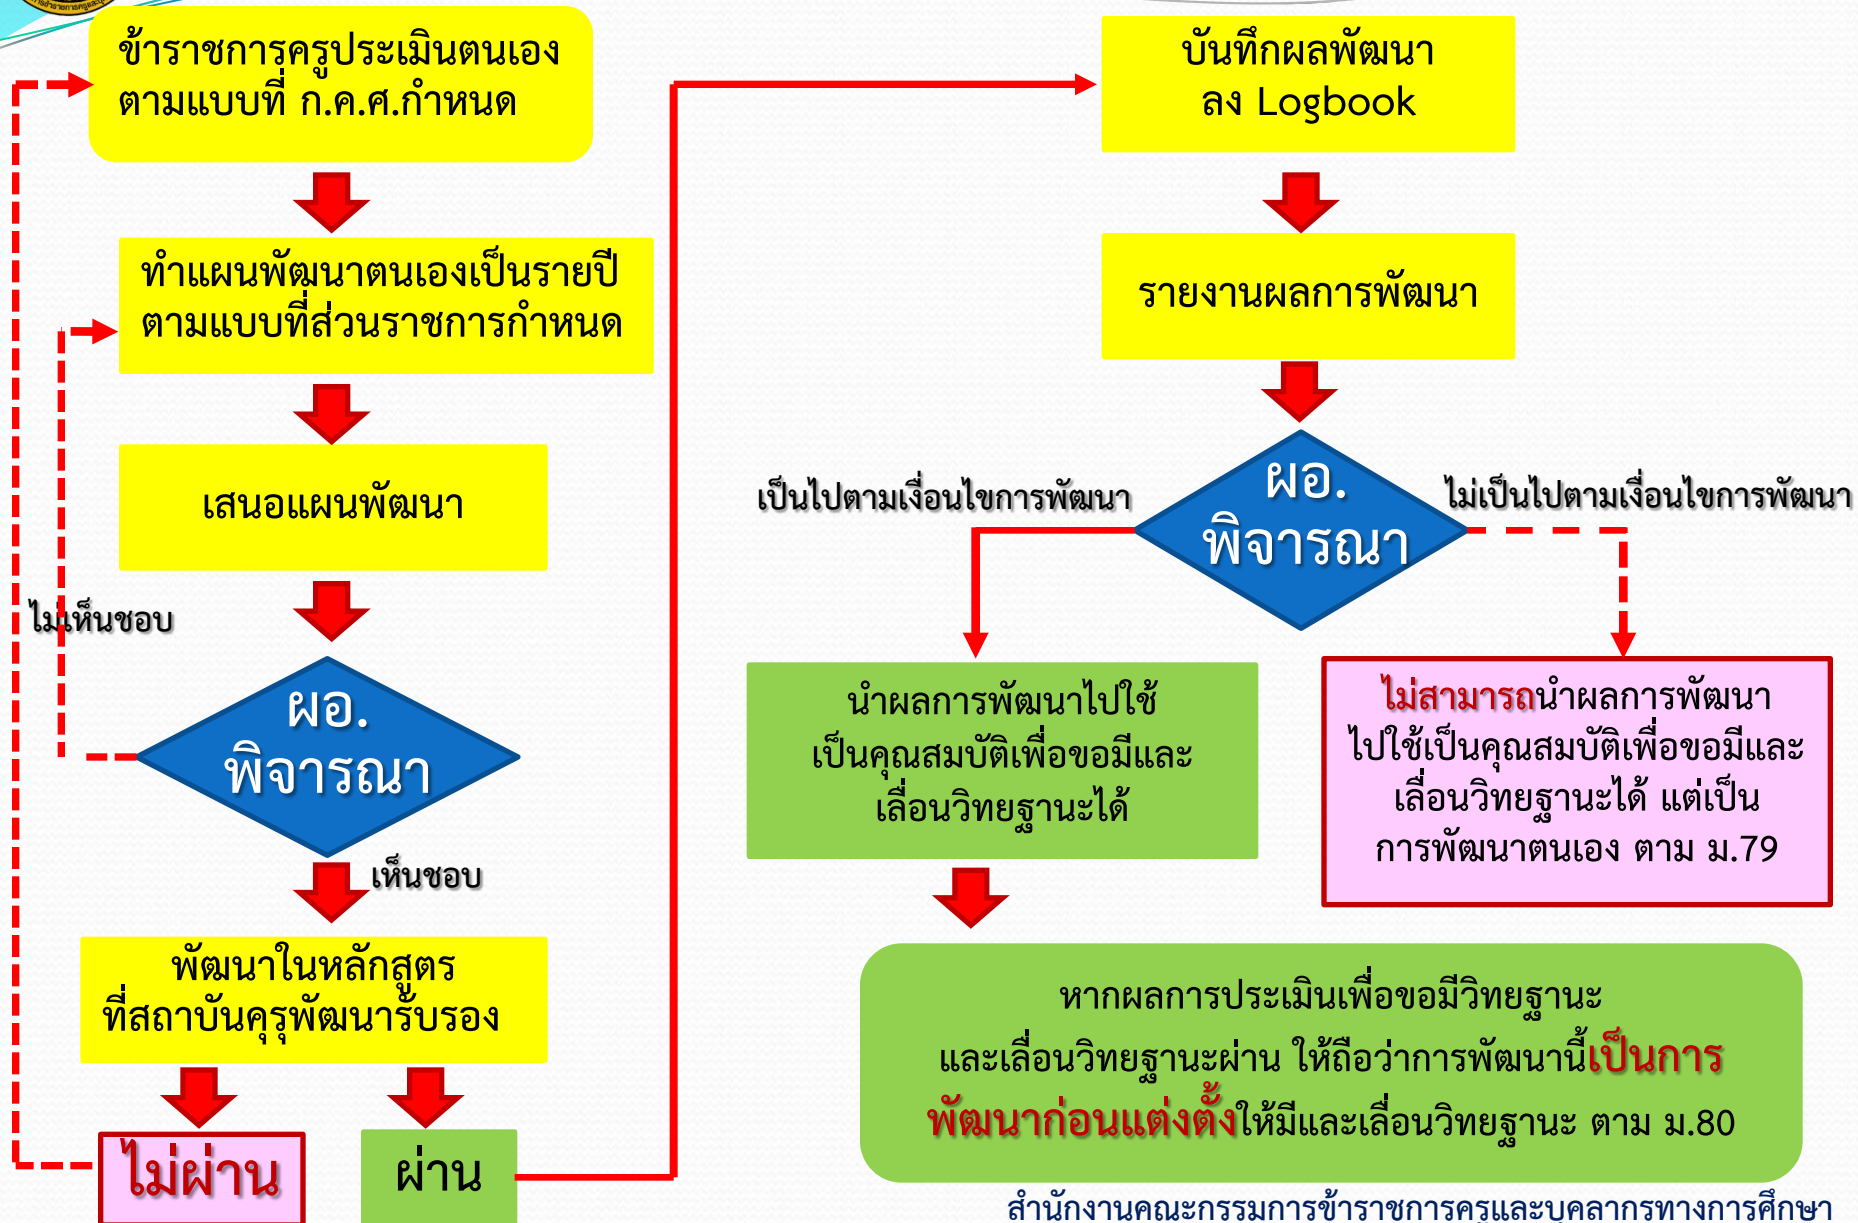 ข้าราชการครูประเมินตนเอง
ตามแบบที่ ก.ค.ศ.กำหนด
ทำแผนพัฒนาตนเองเป็นรายปี
ตามแบบที่ส่วนราชการกำหนด
เสนอแผนพัฒนา
ไม่เห็นชอบ
ผอ.
พิจารณา
เห็นชอบ
พัฒนาในหลักสูตร
ที่สถาบันคุรุพัฒนารับรอง
ไม่ผ่าน
ผ่าน
บันทึกผลพัฒนา
ลง Logbook
รายงานผลการพัฒนา
ผอ.
พิจารณา
เป็นไปตามเงื่อนไขการพัฒนา
ไม่เป็นไปตามเงื่อนไขการพัฒนา
นำผลการพัฒนาไปใช้
เป็นคุณสมบัติเพื่อขอมีและ
เลื่อนวิทยฐานะได้
ไม่สามารถนำผลการพัฒนา
ไปใช้เป็นคุณสมบัติเพื่อขอมีและ
เลื่อนวิทยฐานะได้ แต่เป็น
การพัฒนาตนเอง ตาม ม.79
หากผลการประเมินเพื่อขอมีวิทยฐานะ
และเลื่อนวิทยฐานะผ่าน ให้ถือว่าการพัฒนานี้เป็นการ
พัฒนาก่อนแต่งตั้งให้มีและเลื่อนวิทยฐานะ ตาม ม.80
สำนักงานคณะกรรมการข้าราชการครูและบุคลากรทางการศึกษา